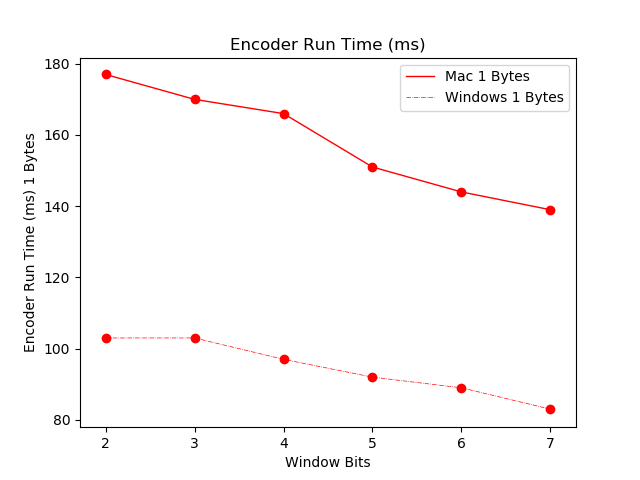 Encoder Run Time (ms)
Mac 1 Bytes
Windows 1 Bytes
Encoder Run Time (ms) 1 Bytes
180
160
140
120
100
80
2 3 4 5 6 7
Window Bits